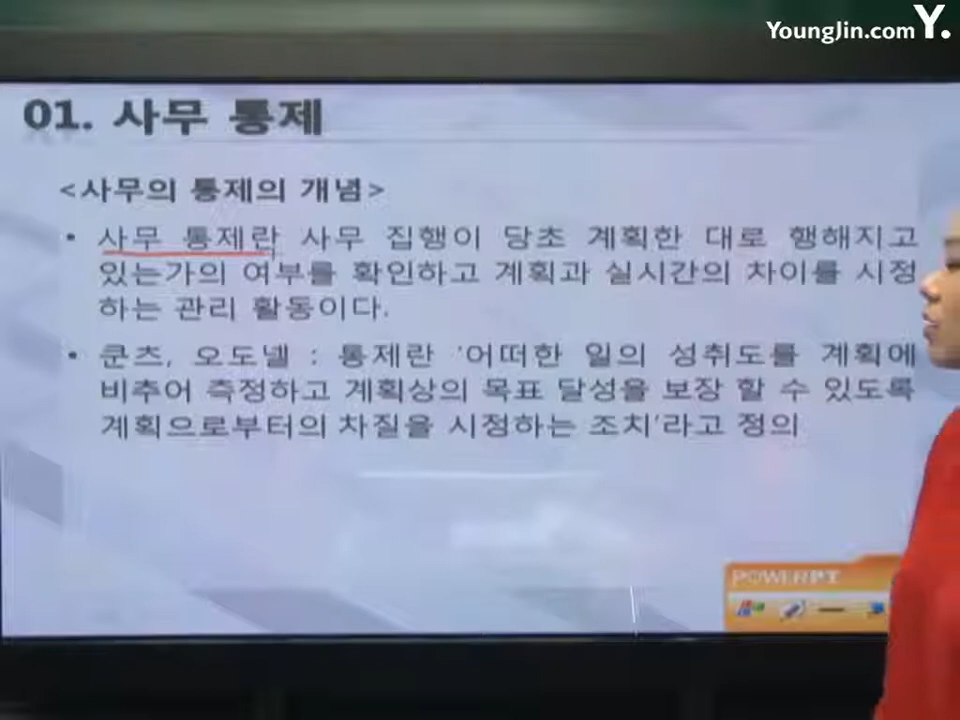 YoungJin.com Y.
01. 사무 통제
<사무의 통제의 개념>
• 사무 통제란 사무 집행이 당초 계획한 대로 행해지고
있는가의 여부를 확인하고 계획과 실시간의 차이를 시정
하는 관리 활동이다.
• 쿤츠, 오도넬 : 통제란 '어떠한 일의 성취도를 계획에
비추어 측정하고 계획상의 목표 달성을 보장 할 수 있도록
계획으로부터의 차질을 시정하는 조치'라고 정의
POWERPT